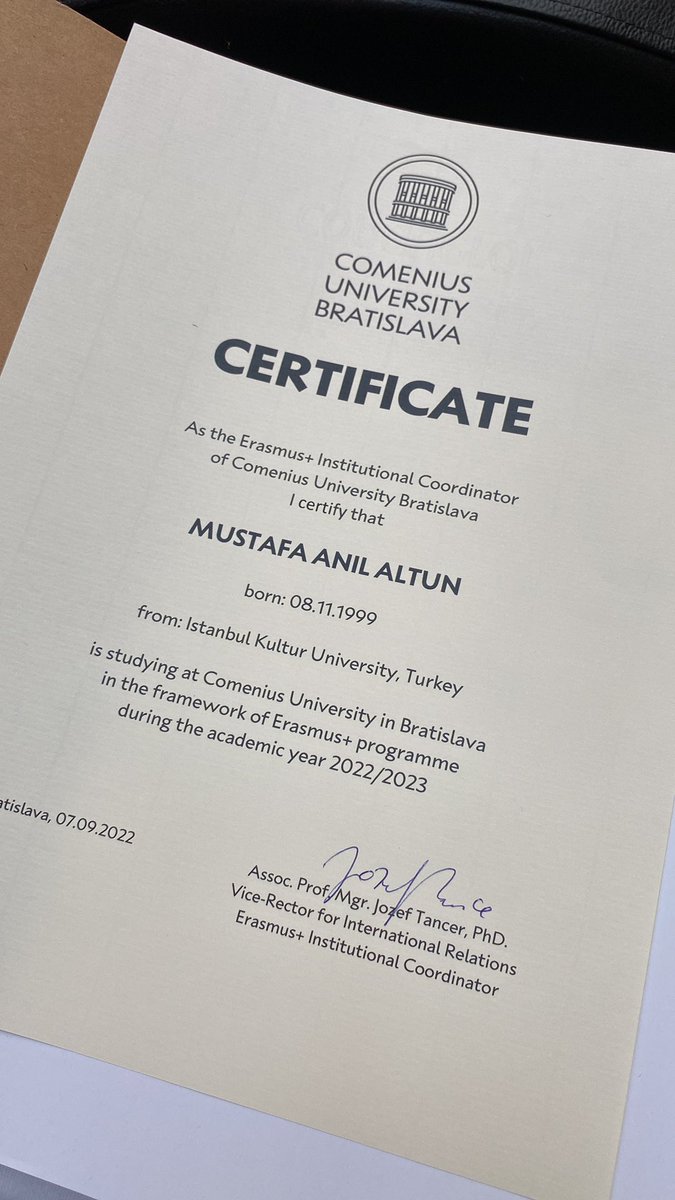 COMENIUS
UNIVERSITY
BRATISLAVA
CERTIFICATE
As the Erasmus+ Institutional Coordinator
of Comenius University Bratislava
I certify that
MUSTAFA ANIL ALTUN
born: 08.11.1999
from: Istanbul Kultur University, Turkey
is studying at Comenius University in Bratislava
in the framework of Erasmus+ programme
during the academic year 2022/2023
atislava, 07.09.2022
Assoc. Prof. Mgr. Jozef Tancer, PhD.
Vice-Rector for International Relations
Erasmus+ Institutional Coordinator